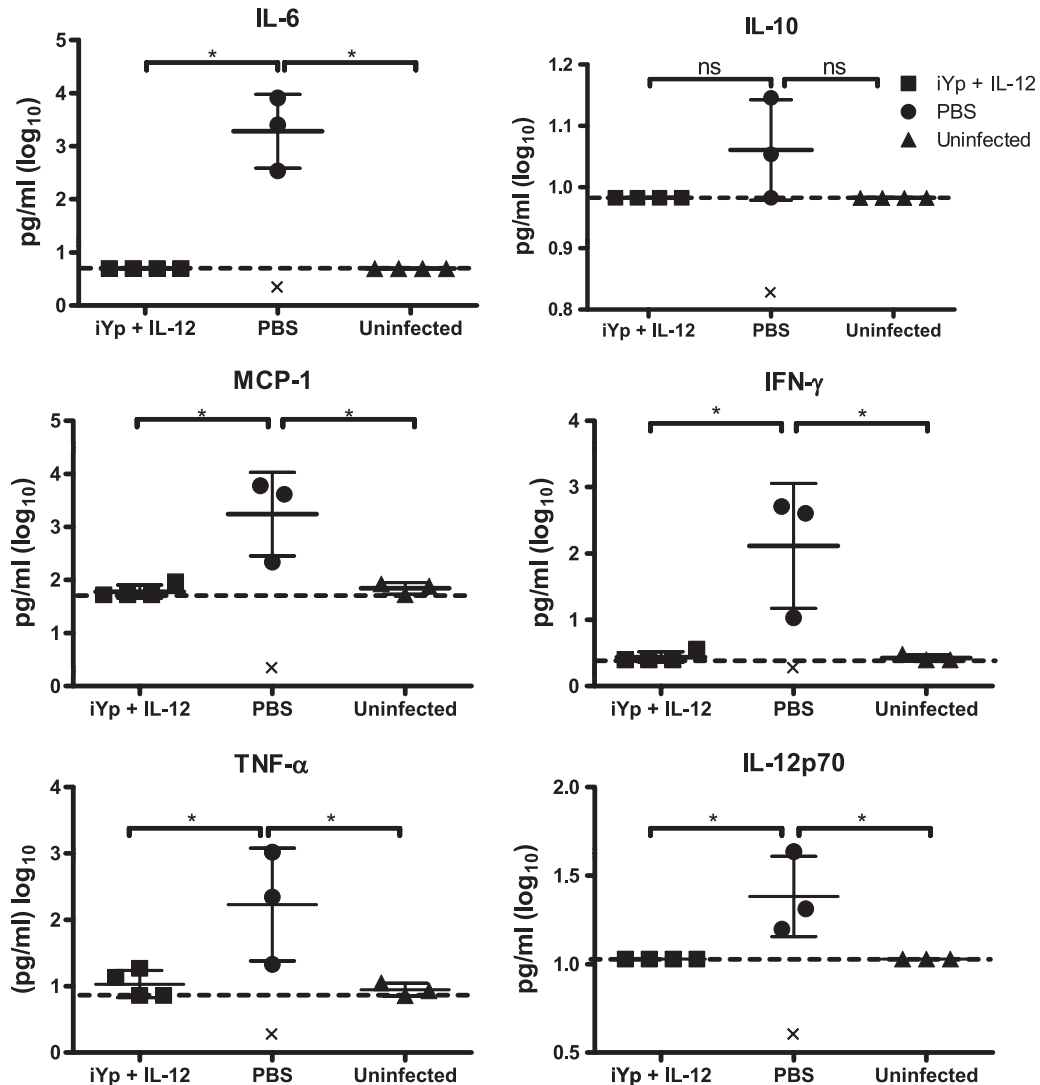 IL-6
pg/ml (log10)
5
4
3
2
1
0
*
*
×
iYp + IL-12
PBS
Uninfected
IL-10
pg/ml (log10)
1.2
1.1
1.0
0.9
0.8
ns
ns
iYp + IL-12
PBS
Uninfected
×
iYp + IL-12
PBS
Uninfected
MCP-1
pg/ml (log10)
5
4
3
2
1
0
*
*
×
iYp + IL-12
PBS
Uninfected
IFN-γ
pg/ml (log10)
4
3
2
1
0
*
*
×
iYp + IL-12
PBS
Uninfected
TNF-α
(pg/ml) log10
4
3
2
1
0
*
*
×
iYp + IL-12
PBS
Uninfected
IL-12p70
pg/ml (log10)
2.0
1.5
1.0
0.5
*
*
×
iYp + IL-12
PBS
Uninfected